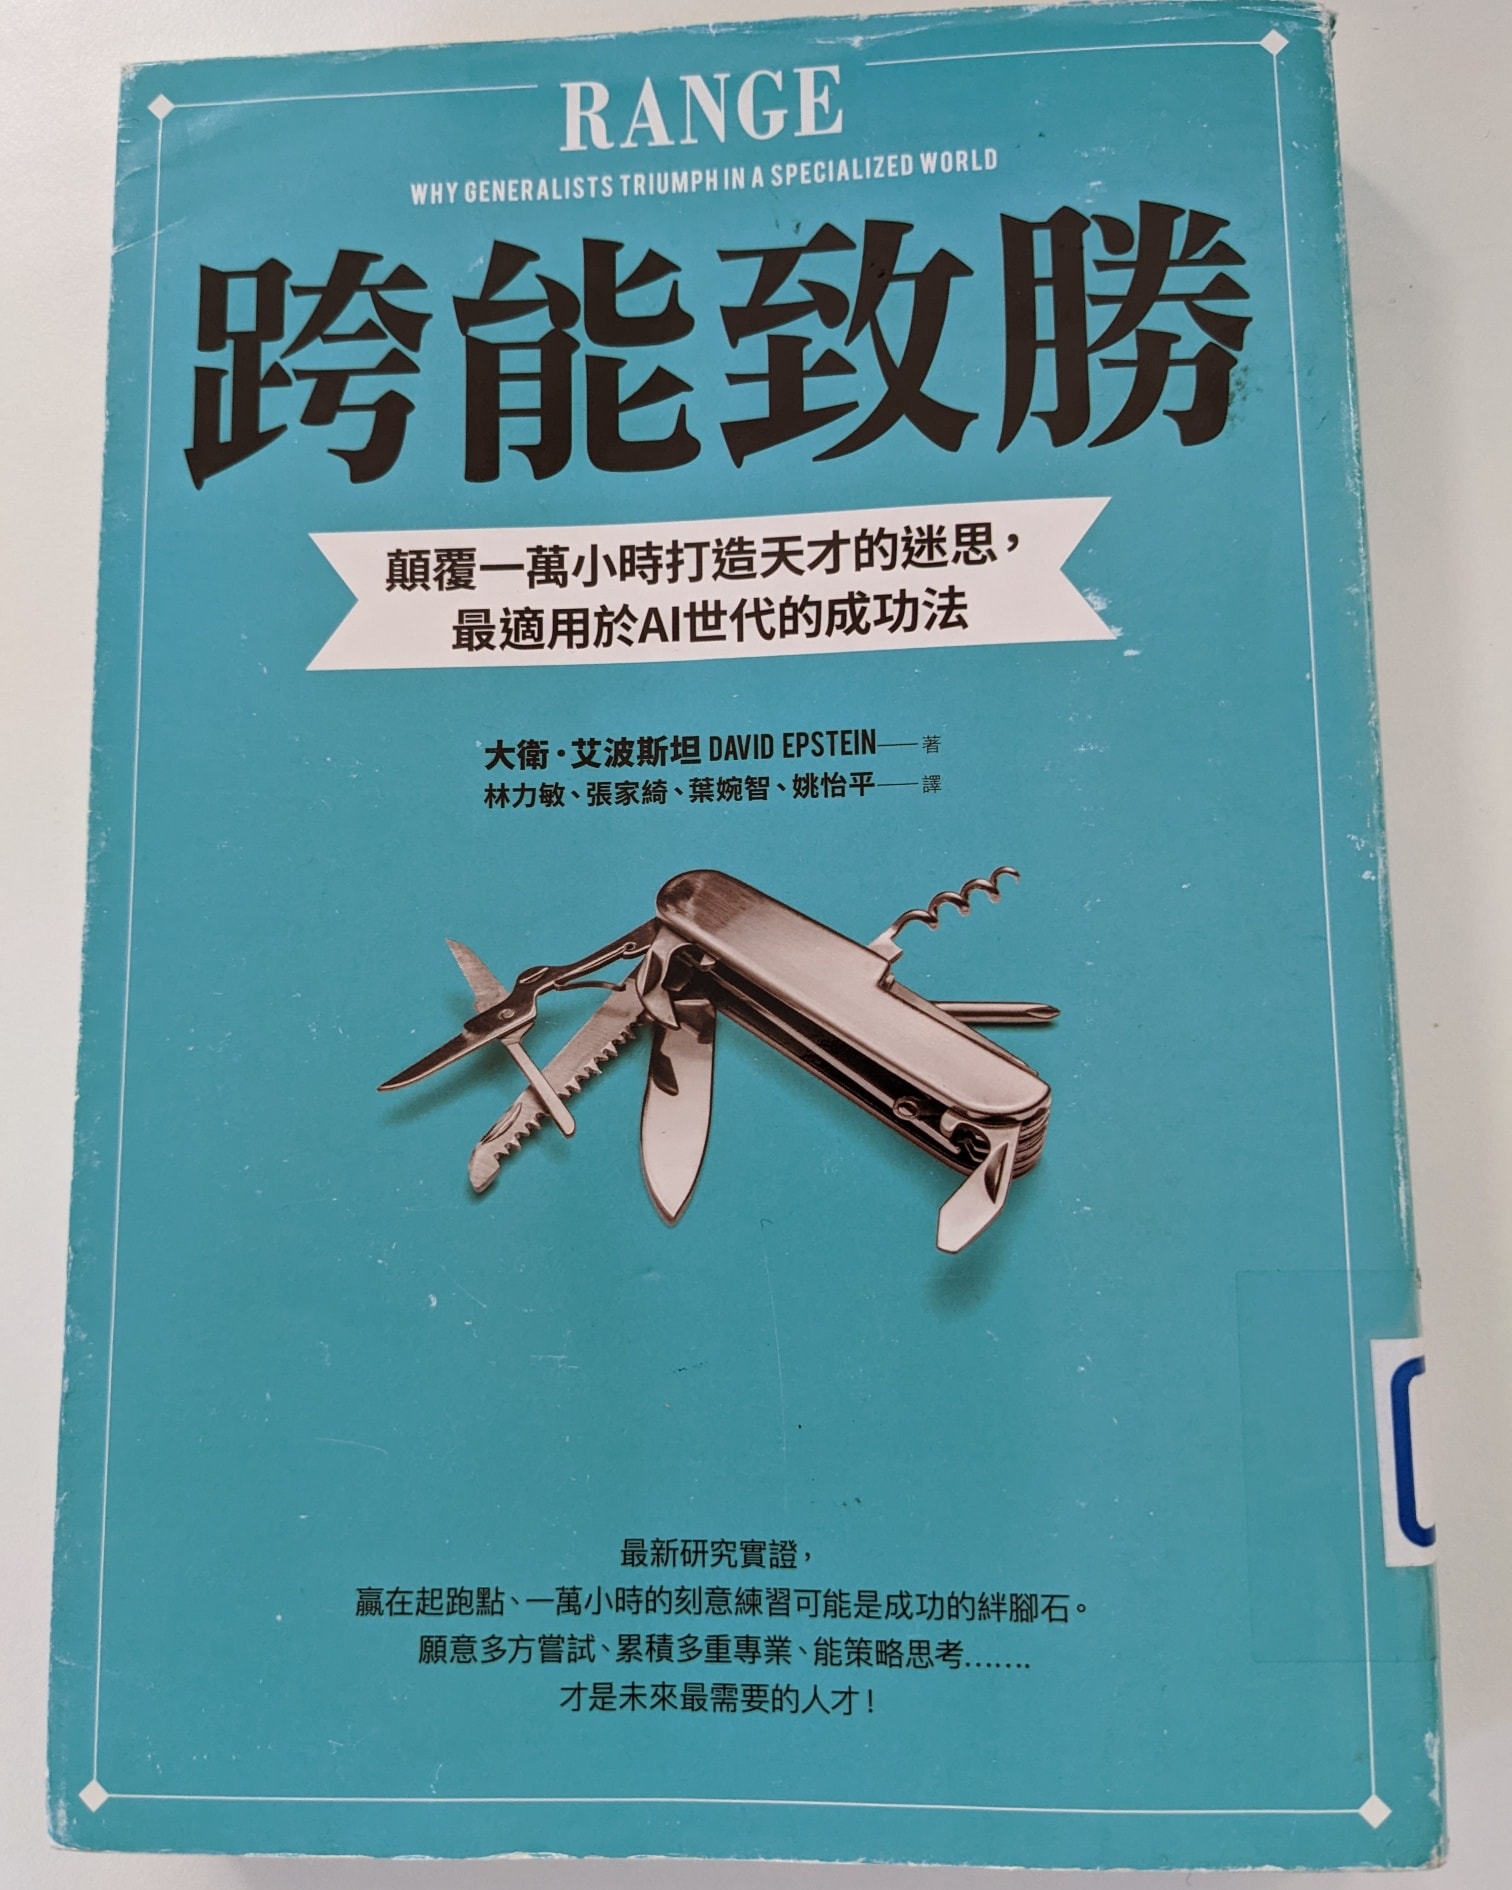 RANGE
WHY GENERALISTS TRIUMPH IN A SPECIALIZED WORLD
跨能致勝
顛覆一萬小時打造天才的迷思，
最適用於AI世代的成功法
大衛·艾波斯坦 DAVID EPSTEIN——著
林力敏、張家綺、葉婉智、姚怡平——譯
最新研究實證，
贏在起跑點、一萬小時的刻意練習可能是成功的絆腳石。
願意多方嘗試、累積多重專業、能策略思考⋯⋯.
才是未來最需要的人才！